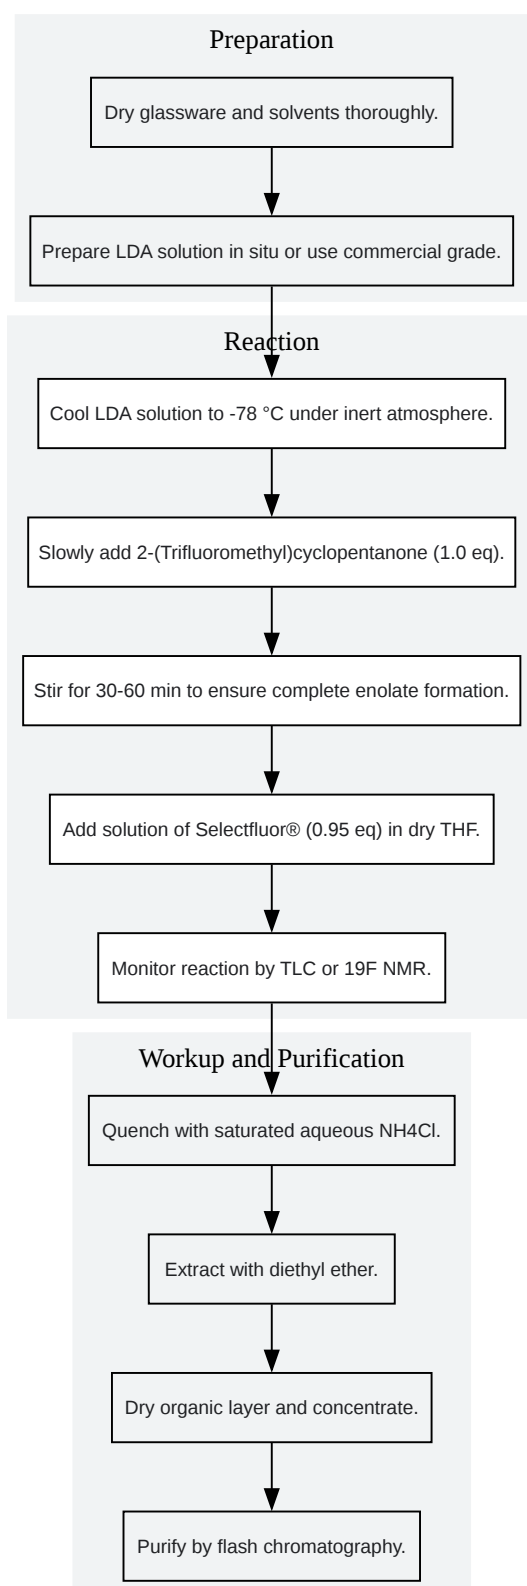 Preparation
Dry glassware and solvents thoroughly.
Prepare LDA solution in situ or use commercial grade.
Reaction
Cool LDA solution to -78 °C under inert atmosphere.
Slowly add 2-(Trifluoromethyl)cyclopentanone (1.0 eq).
Stir for 30-60 min to ensure complete enolate formation.
Add solution of Selectfluor® (0.95 eq) in dry THF.
Monitor reaction by TLC or 19F NMR.
Workup and Purification
Quench with saturated aqueous NH4Cl.
Extract with diethyl ether.
Dry organic layer and concentrate.
Purify by flash chromatography.